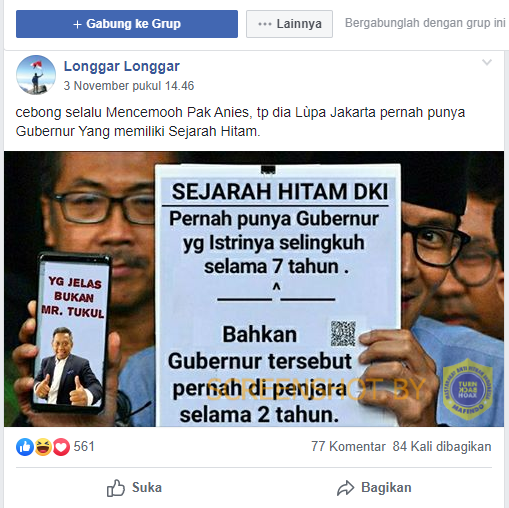 + Gabung ke Grup
••• Lainnya
Bergabunglah dengan grup ini
Longgar Longgar
3 November pukul 14.46
cebong selalu Mencemooh Pak Anies, tp dia Lùpa Jakarta pernah punya
Gubernur Yang memiliki Sejarah Hitam.
SEJARAH HITAM DKI
Pernah punya Gubernur
yg Istrinya selingkuh
selama 7 tahun .
^
Bahkan
Gubernur tersebut
pernah di penjara
selama 2 tahun.
YG JELAS
BUKAN
MR. TUKUL
SCREENSHOT BY
TURN
BACK
HOAX
MAFINDO
561
77 Komentar 84 Kali dibagikan
Suka
Bagikan